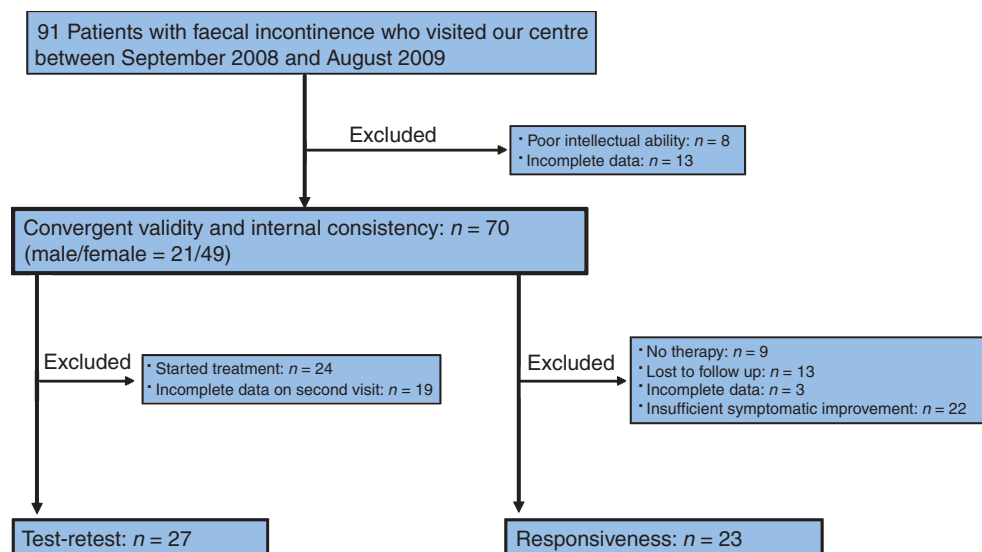 91 Patients with faecal incontinence who visited our centre
between September 2008 and August 2009
Excluded
· Poor intellectual ability: n = 8
· Incomplete data: n = 13
Convergent validity and internal consistency: n = 70
(male/female = 21/49)
Excluded
· Started treatment: n = 24
· Incomplete data on second visit: n = 19
Excluded
· No therapy: n = 9
· Lost to follow up: n = 13
· Incomplete data: n = 3
· Insufficient symptomatic improvement: n = 22
Test-retest: n = 27
Responsiveness: n = 23